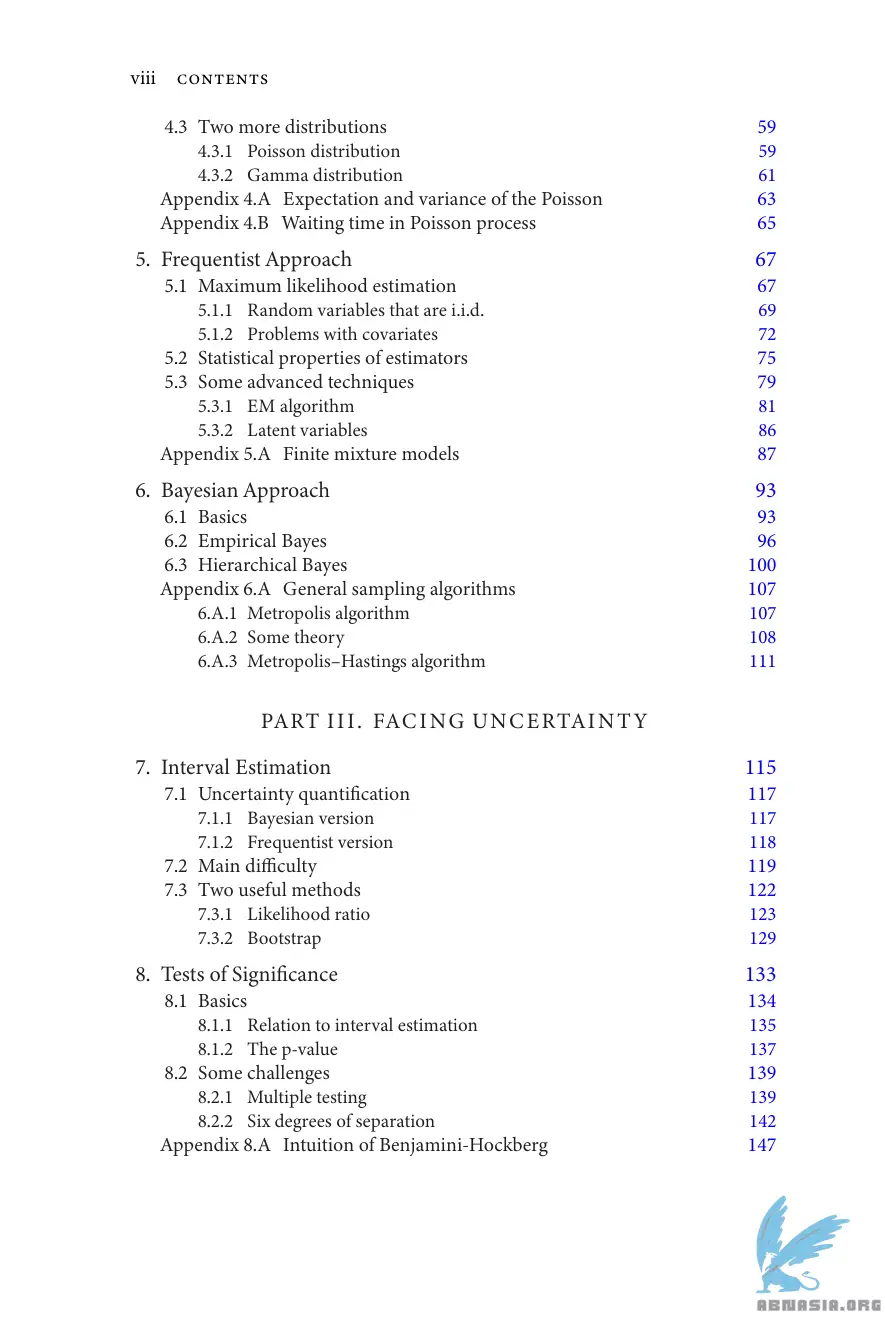 viii CONTENTS
4.3 Two more distributions 59
4.3.1 Poisson distribution 59
4.3.2 Gamma distribution 61
Appendix 4.A Expectation and variance of the Poisson 63
Appendix 4.B Waiting time in Poisson process 65
5. Frequentist Approach 67
5.1 Maximum likelihood estimation 67
5.1.1 Random variables that are i.i.d. 69
5.1.2 Problems with covariates 72
5.2 Statistical properties of estimators 75
5.3 Some advanced techniques 79
5.3.1 EM algorithm 81
5.3.2 Latent variables 86
Appendix 5.A Finite mixture models 87
6. Bayesian Approach 93
6.1 Basics 93
6.2 Empirical Bayes 96
6.3 Hierarchical Bayes 100
Appendix 6.A General sampling algorithms 107
6.A.1 Metropolis algorithm 107
6.A.2 Some theory 108
6.A.3 Metropolis–Hastings algorithm 111
PART III. FACING UNCERTAINTY
7. Interval Estimation 115
7.1 Uncertainty quantification 117
7.1.1 Bayesian version 117
7.1.2 Frequentist version 118
7.2 Main difficulty 119
7.3 Two useful methods 122
7.3.1 Likelihood ratio 123
7.3.2 Bootstrap 129
8. Tests of Significance 133
8.1 Basics 134
8.1.1 Relation to interval estimation 135
8.1.2 The p-value 137
8.2 Some challenges 139
8.2.1 Multiple testing 139
8.2.2 Six degrees of separation 142
Appendix 8.A Intuition of Benjamini-Hockberg 147
ABNASIA.ORG